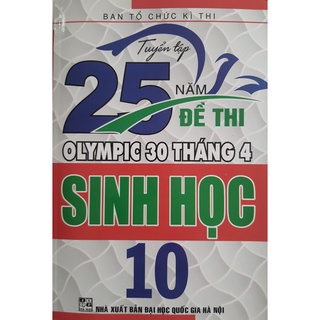 BAN TỔ CHỨC KÌ THI
Tuyển tập
25 NĂM
ĐỀ THI
OLYMPIC 30 THÁNG 4
SINH HỌC
10
NHÀ XUẤT BẢN ĐẠI HỌC QUỐC GIA HÀ NỘI